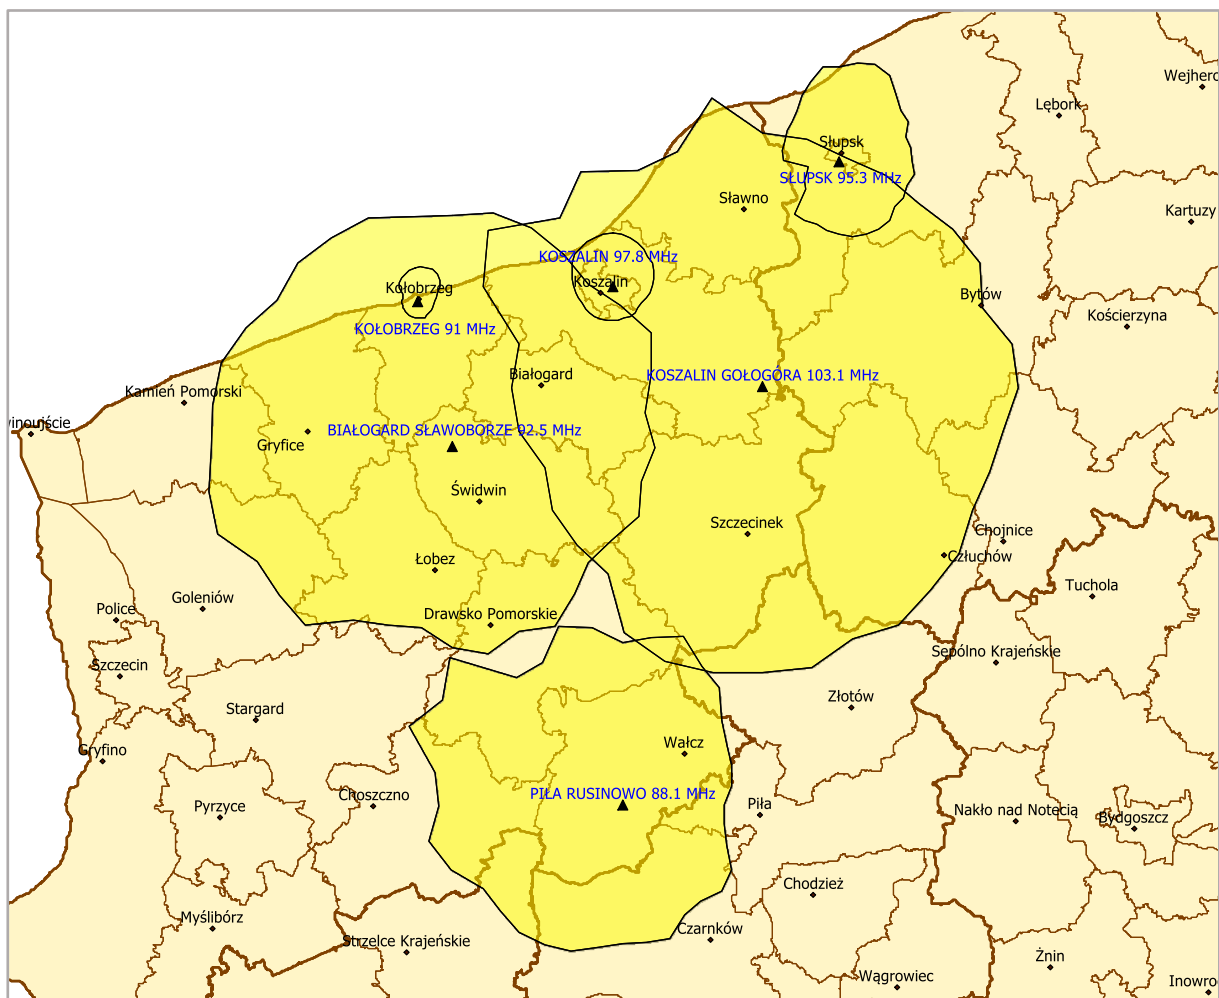 Wejherc
Lębork
Słupsk
SŁUPSK 95.3 MHz
Sławno
Kartuzy
KOSZALIN 97.8 MHz
Koszalin
Kołobrzeg
Bytów
Kościerzyna
KOŁOBRZEG 91 MHz
Białogard
KOSZALIN GOŁOGÓRA 103.1 MHz
Kamień Pomorski
winoujście
BIAŁOGARD SŁAWOBORZE 92.5 MHz
Gryfice
Świdwin
Szczecinek
Chojnice
Człuchów
Łobez
Tuchola
Goleniów
Police
Drawsko Pomorskie
Sępólno Krajeńskie
Szczecin
Złotów
Stargard
Wałcz
Gryfino
PIŁA RUSINOWO 88.1 MHz
Choszczno
Piła
Pyrzyce
Nakło nad Notecią
Bydgoszcz
Chodzież
Myślibórz
Czarnków
Strzelce Krajeńskie
Żnin
Wągrowiec
Inowro